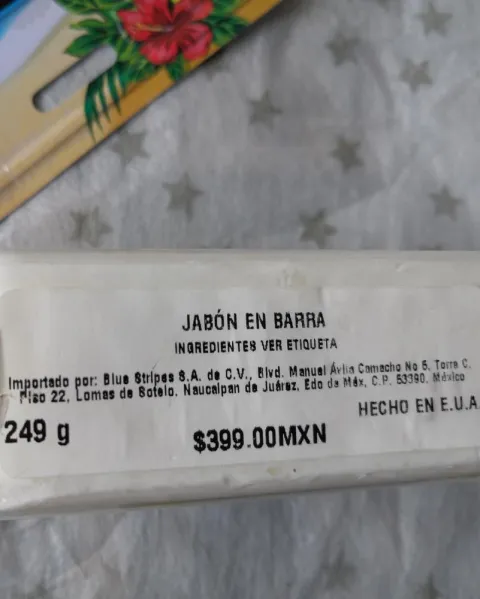 JABÓN EN BARRA
INGREDIENTES VER ETIQUETA
Importado por: Blue Stripes S.A. de C.V., Blvd. Manuel Ávila Camacho No 5, Torre C.
Piso 22, Lomas de Sotelo, Naucalpan de Juárez, Edo de Méx, C.P. 53390, México
HECHO EN E.U.A
249 g
$399.00MXN